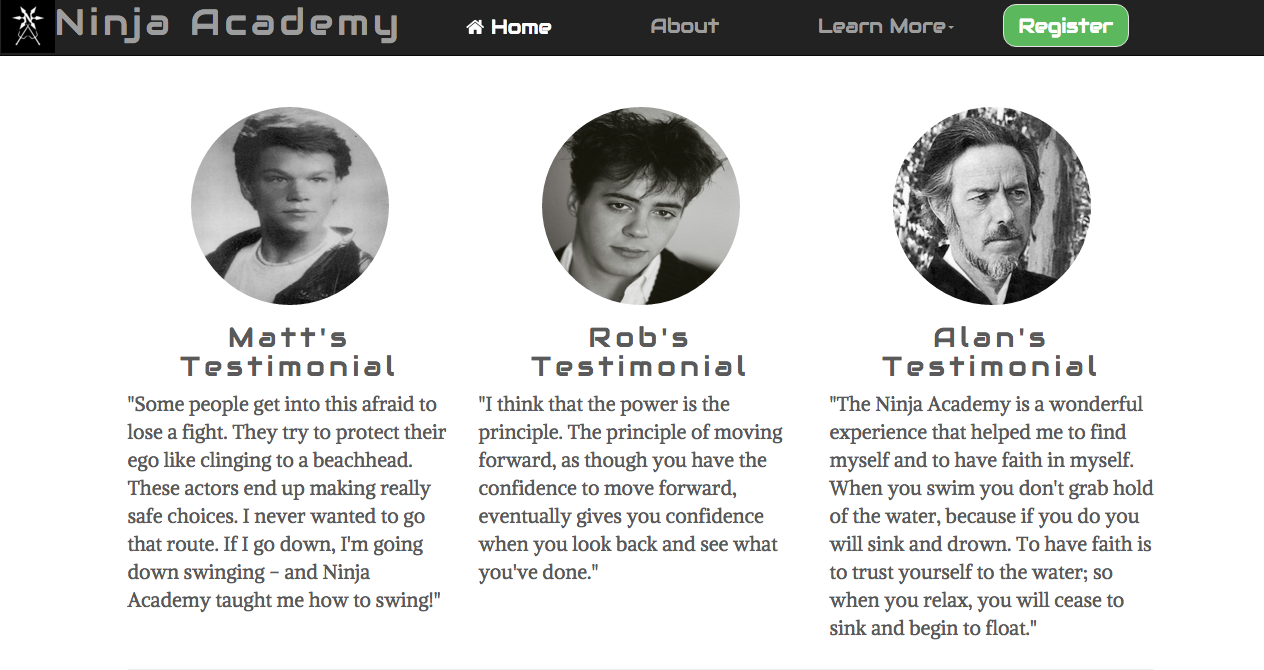 Ninja Academy
Home
About
Learn More
Register
Matt's
Testimonial
"Some people get into this afraid to
lose a fight. They try to protect their
ego like clinging to a beachhead.
These actors end up making really
safe choices. I never wanted to go
that route. If I go down, I'm going
down swinging – and Ninja
Academy taught me how to swing!"
Rob's
Testimonial
"I think that the power is the
principle. The principle of moving
forward, as though you have the
confidence to move forward,
eventually gives you confidence
when you look back and see what
you've done."
Alan's
Testimonial
"The Ninja Academy is a wonderful
experience that helped me to find
myself and to have faith in myself.
When you swim you don't grab hold
of the water, because if you do you
will sink and drown. To have faith is
to trust yourself to the water; so
when you relax, you will cease to
sink and begin to float."